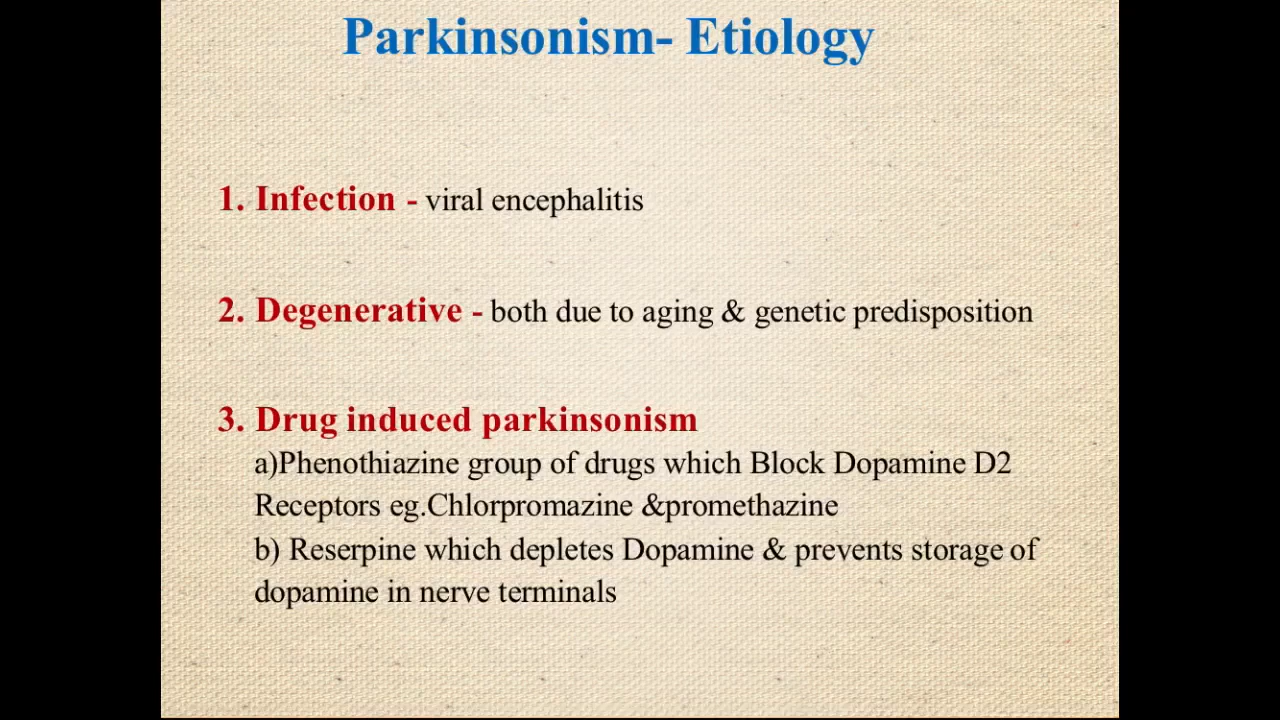 Parkinsonism- Etiology
1. Infection - viral encephalitis
2. Degenerative - both due to aging & genetic predisposition
3. Drug induced parkinsonism
a)Phenothiazine group of drugs which Block Dopamine D2
Receptors eg.Chlorpromazine &promethazine
b) Reserpine which depletes Dopamine & prevents storage of
dopamine in nerve terminals